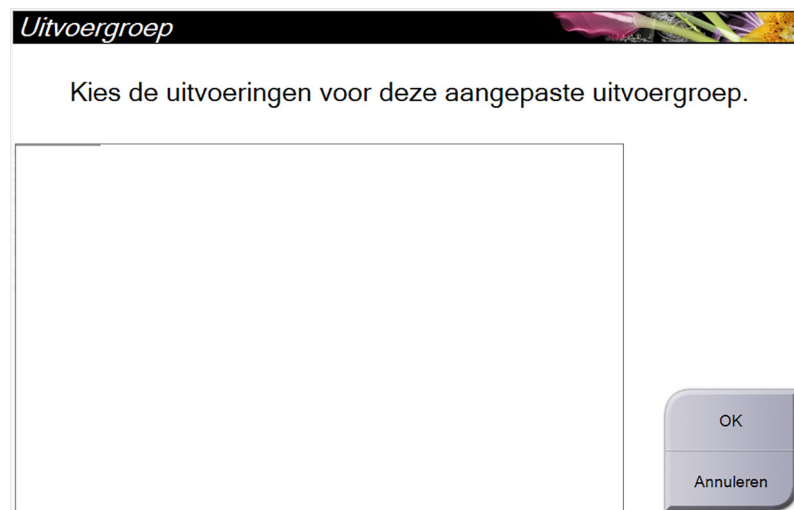 Uitvoergroep
Kies de uitvoeringen voor deze aangepaste uitvoergroep.
OK
Annuleren